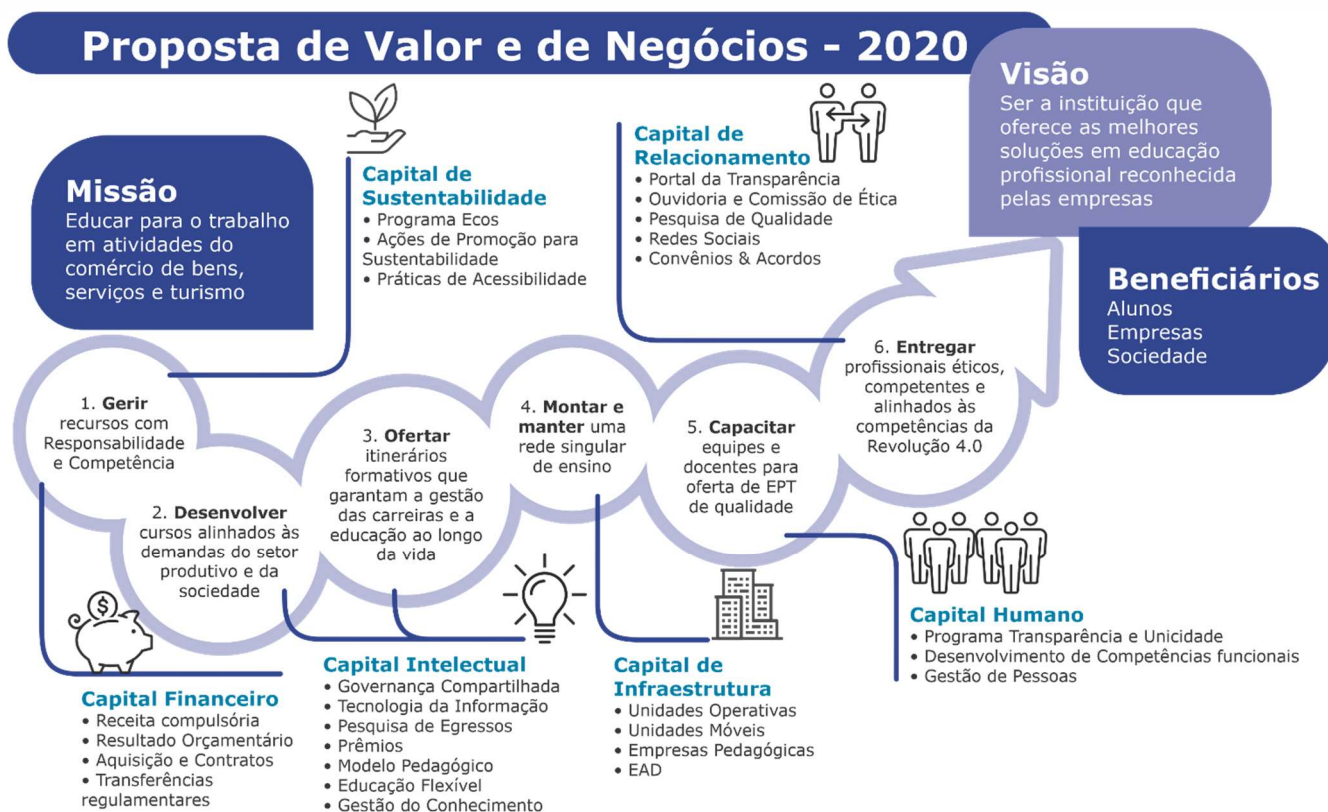 Proposta de Valor e de Negócios - 2020
Visão
Ser a instituição que
oferece as melhores
soluções em educação
profissional reconhecida
pelas empresas
Missão
Educar para o trabalho
em atividades do
comércio de bens,
serviços e turismo
Capital de
Sustentabilidade
• Programa Ecos
• Ações de Promoção para
Sustentabilidade
• Práticas de Acessibilidade
Capital de
Relacionamento
• Portal da Transparência
• Ouvidoria e Comissão de Ética
• Pesquisa de Qualidade
• Redes Sociais
• Convênios & Acordos
Beneficiários
Alunos
Empresas
Sociedade
1. Gerir
recursos com
Responsabilidade
e Competência
2. Desenvolver
cursos alinhados às
demandas do setor
produtivo e da
sociedade
3. Ofertar
itinerários
formativos que
garantam a gestão
das carreiras e a
educação ao longo
da vida
4. Montar e
manter uma
rede singular
de ensino
5. Capacitar
equipes e
docentes para
oferta de EPT
de qualidade
6. Entregar
profissionais éticos,
competentes e
alinhados às
competências da
Revolução 4.0
$
Capital Financeiro
• Receita compulsória
• Resultado Orçamentário
• Aquisição e Contratos
• Transferências
regulamentares
Capital Intelectual
• Governança Compartilhada
• Tecnologia da Informação
• Pesquisa de Egressos
• Prêmios
• Modelo Pedagógico
• Educação Flexível
• Gestão do Conhecimento
Capital de
Infraestrutura
• Unidades Operativas
• Unidades Móveis
• Empresas Pedagógicas
• EAD
Capital Humano
• Programa Transparência e Unicidade
• Desenvolvimento de Competências funcionais
• Gestão de Pessoas